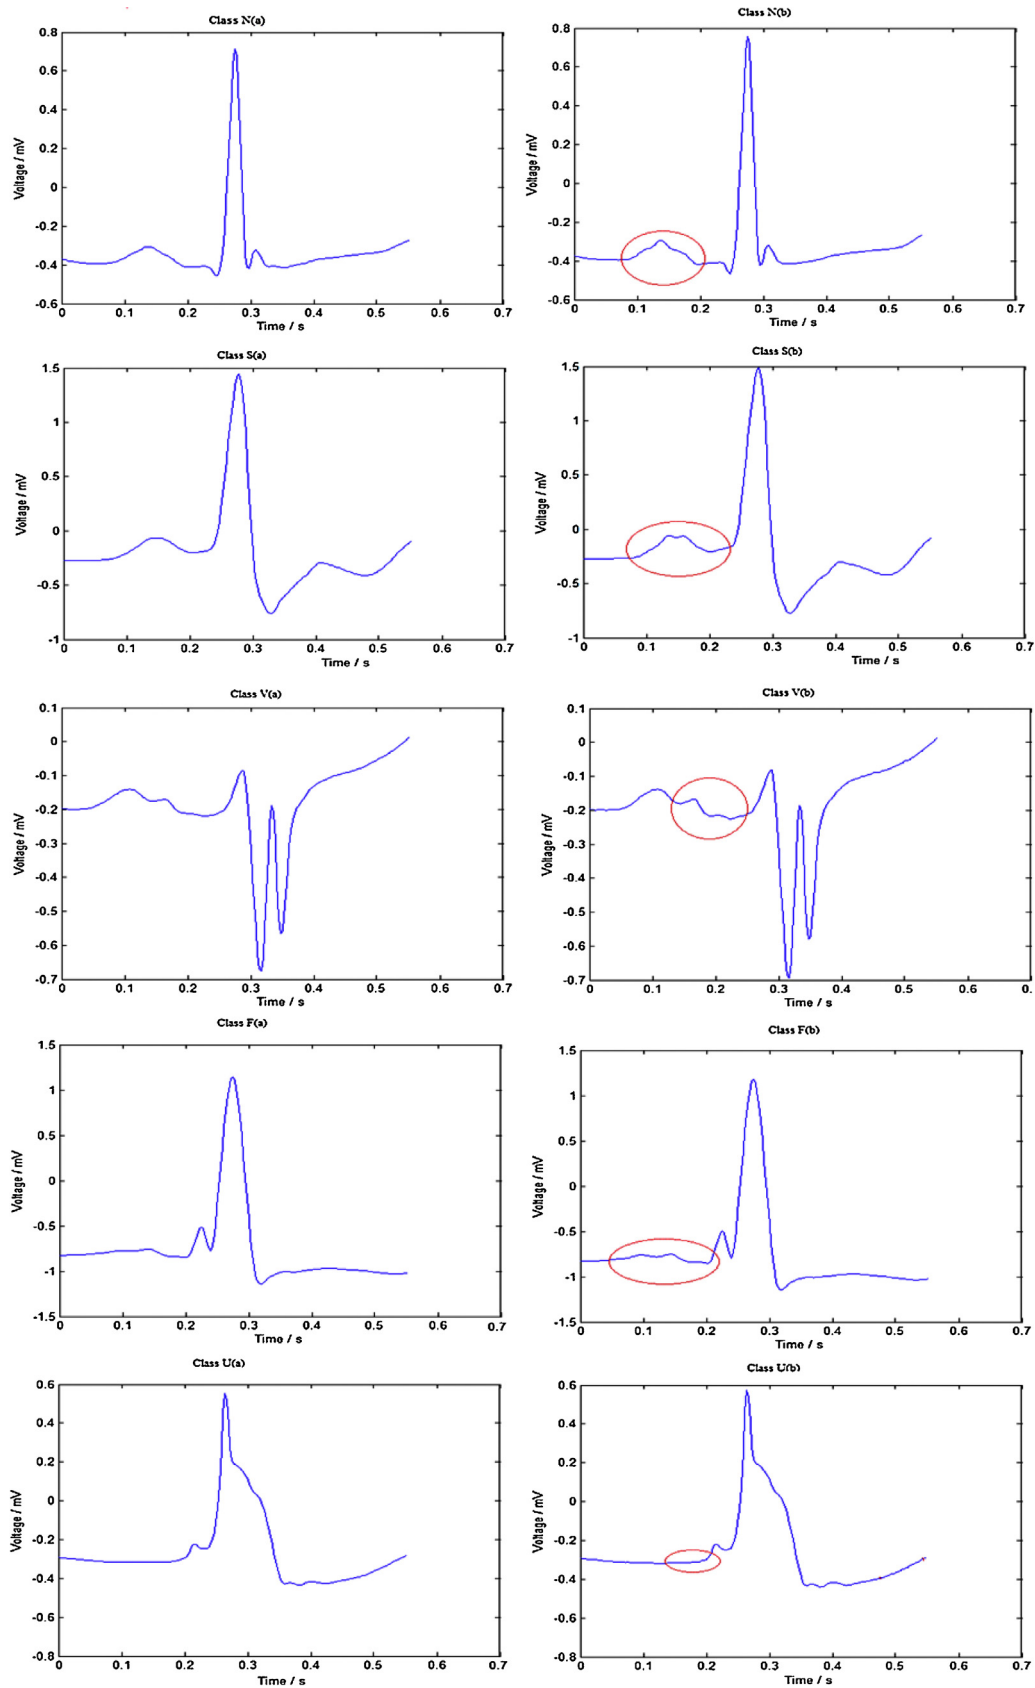 Class N(a)
0.8
0.6
0.4
0.2
0
-0.2
-0.4
-0.6
Voltage / mV
0 0.1 0.2 0.3 0.4 0.5 0.6 0.7
Time / s
Class N(b)
0.8
0.6
0.4
0.2
0
-0.2
-0.4
-0.6
Voltage / mV
0 0.1 0.2 0.3 0.4 0.5 0.6 0.7
Time / s
Class S(a)
1.5
1
0.5
0
-0.5
-1
Voltage / mV
0 0.1 0.2 0.3 0.4 0.5 0.6 0.7
Time / s
Class S(b)
1.5
1
0.5
0
-0.5
-1
Voltage / mV
0 0.1 0.2 0.3 0.4 0.5 0.6 0.7
Time / s
Class V(a)
0.1
0
-0.1
-0.2
-0.3
-0.4
-0.5
-0.6
-0.7
Voltage / mV
0 0.1 0.2 0.3 0.4 0.5 0.6 0.7
Time / s
Class V(b)
0.1
0
-0.1
-0.2
-0.3
-0.4
-0.5
-0.6
-0.7
Voltage / mV
0 0.1 0.2 0.3 0.4 0.5 0.6 0.
Time / s
Class F(a)
1.5
1
0.5
0
-0.5
-1
-1.5
Voltage / mV
0 0.1 0.2 0.3 0.4 0.5 0.6 0.7
Time / s
Class F(b)
1.5
1
0.5
0
-0.5
-1
-1.5
Voltage / mV
0 0.1 0.2 0.3 0.4 0.5 0.6 0.7
Time / s
Class U(a)
0.6
0.4
0.2
0
-0.2
-0.4
-0.6
-0.8
Voltage / mV
0 0.1 0.2 0.3 0.4 0.5 0.6 0.7
Time / s
Class U(b)
0.6
0.4
0.2
0
-0.2
-0.4
-0.6
-0.8
Voltage / mV
0 0.1 0.2 0.3 0.4 0.5 0.6 0.7
Time / s